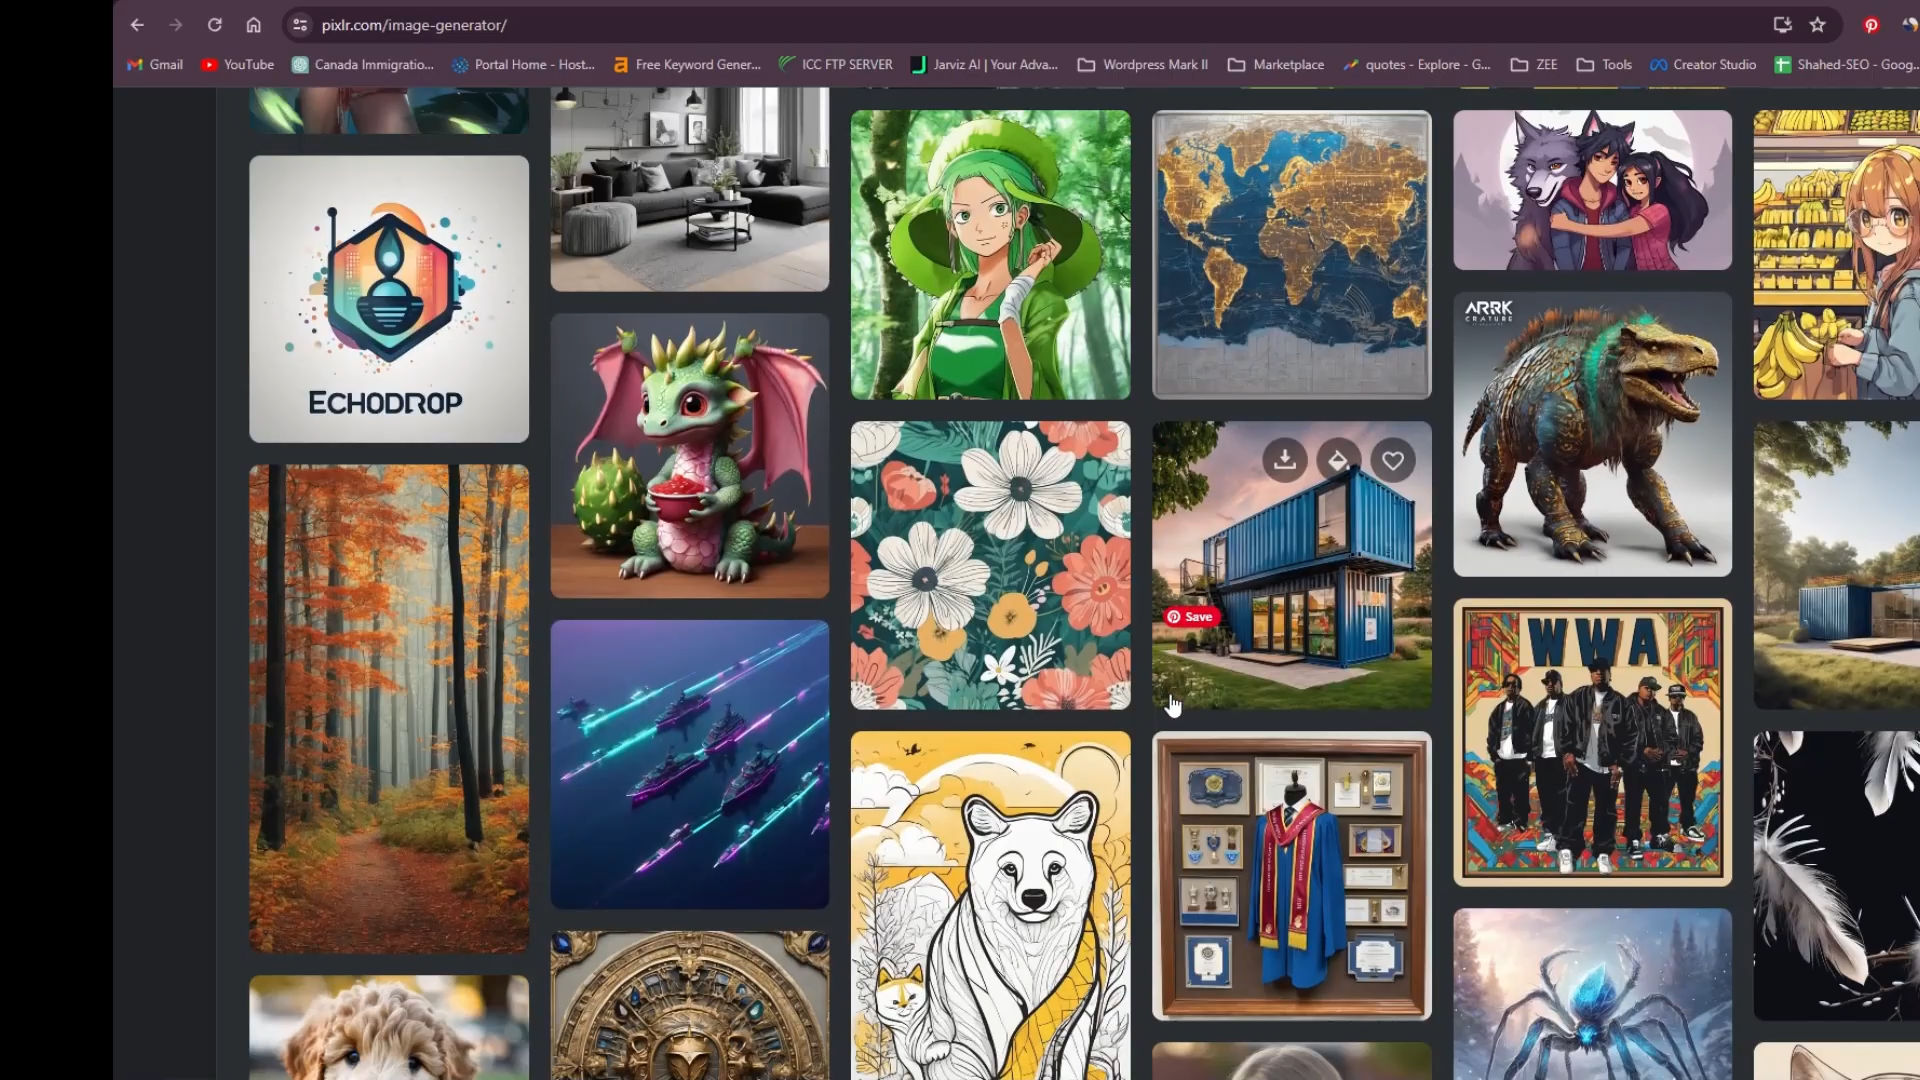 pixlr.com/image-generator/
Gmail
YouTube
Canada Immigratio...
Portal Home - Host...
Free Keyword Gener...
ICC FTP SERVER
Jarviz AI | Your Adva...
Wordpress Mark II
Marketplace
quotes - Explore - G...
ZEE
Tools
Creator Studio
Shahed-SEO - Goog...
ECHODROP
ARRK
CRATURE
Save
WWA